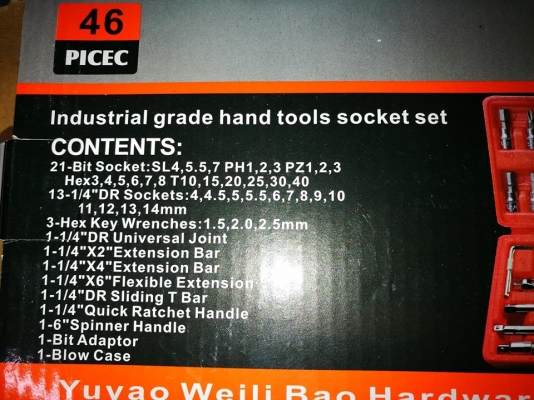 46
PICEC
Industrial grade hand tools socket set
CONTENTS:
21-Bit Socket:SL4,5.5,7 PH1,2,3 PZ1,2,3
Hex3,4,5,6,7,8 T10,15,20,25,30,40
13-1/4"DR Sockets:4,4.5,5,5.5,6,7,8,9,10
11,12,13,14mm
3-Hex Key Wrenches:1.5,2.0,2.5mm
1-1/4"DR Universal Joint
1-1/4"X2"Extension Bar
1-1/4"X4"Extension Bar
1-1/4"X6"Flexible Extension
1-1/4"DR Sliding T Bar
1-1/4"Quick Ratchet Handle
1-6"Spinner Handle
1-Bit Adaptor
1-Blow Case
Yuyao Weili Bao Hardwar